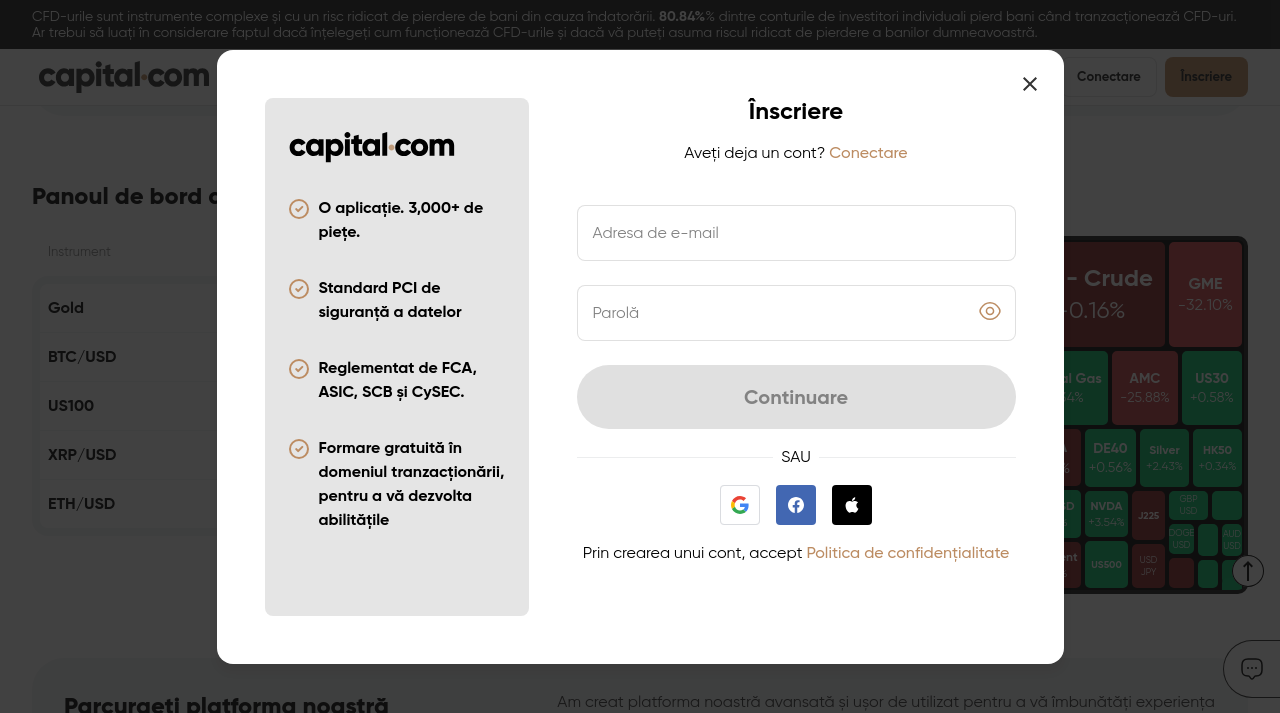 CFD-urile sunt instrumente complexe și cu un risc ridicat de pierdere de bani din cauza îndatorării. 80.84%% dintre conturile de investitori individuali pierd bani când tranzacționează CFD-uri.
Ar trebui să luați în considerare faptul dacă înțelegeți cum funcționează CFD-urile și dacă vă puteți asuma riscul ridicat de pierdere a banilor dumneavoastră.
capital.com
Conectare
Înscriere
Panoul de bord
Instrument
Gold
BTC/USD
US100
XRP/USD
ETH/USD
capital.com
O aplicație. 3,000+ de
piețe.
Standard PCI de
siguranță a datelor
Reglementat de FCA,
ASIC, SCB și CySEC.
Formare gratuită în
domeniul tranzacționării,
pentru a vă dezvolta
abilitățile
Înscriere
Aveți deja un cont? Conectare
Adresa de e-mail
Parolă
Continuare
SAU
Prin crearea unui cont, accept Politica de confidențialitate
- Crude
0.16%
GME
-32.10%
Gas
AMC
-25.88%
US30
+0.58%
DE40
+0.56%
Silver
+2.43%
HK50
+0.34%
NVDA
+3.54%
J225
GBP
USD
DOGE
USD
AUD
USD
US500
USD
JPY
Parcurgeți platforma noastră
Am creat platforma noastră avansată și ușor de utilizat pentru a vă îmbunătăți experiența